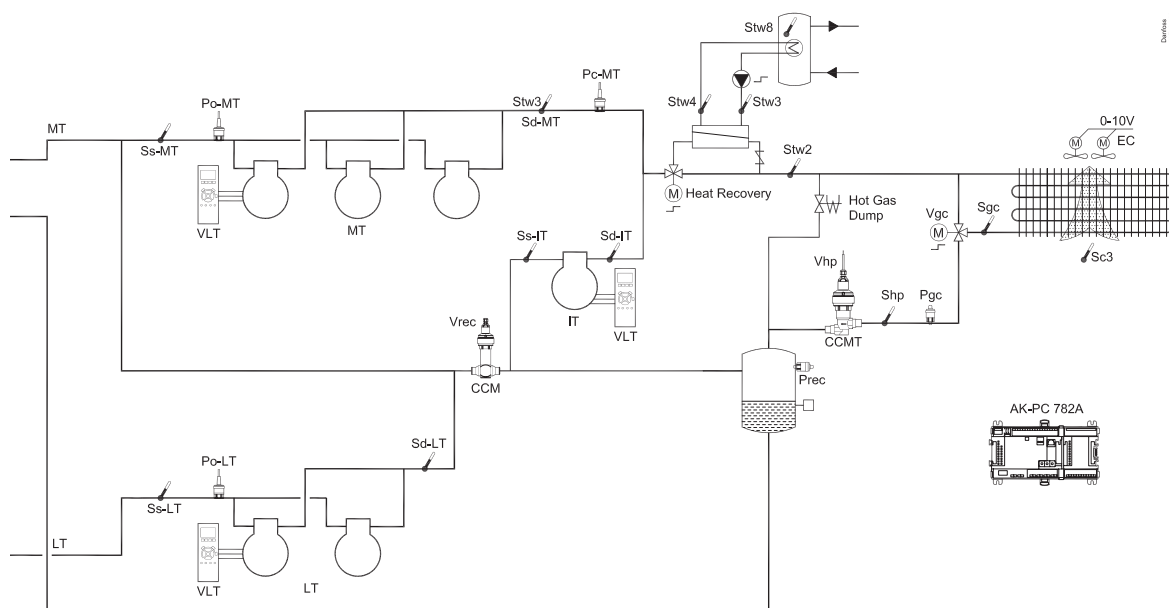 Danfoss
Stw8
Pc-MT
Po-MT
Stw3
Stw4
Stw3
0-10V
M
M
EC
MT
Ss-MT
Sd-MT
Stw2
M
Heat Recovery
Hot Gas
Dump
Vgc
Sgc
M
VLT
MT
Ss-IT
Sd-IT
Sc3
Vhp
Shp
Pgc
Vrec
IT
VLT
CCMT
CCM
Prec
AK-PC 782A
Sd-LT
Po-LT
Ss-LT
LT
VLT
LT